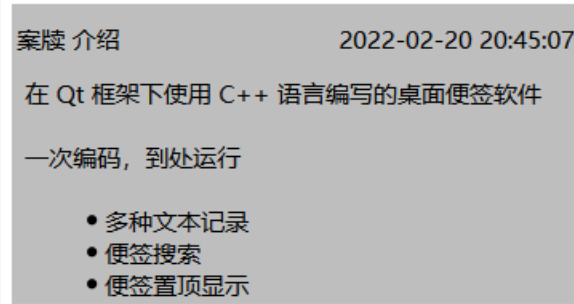 案牍 介绍 2022-02-20 20:45:07
在 Qt 框架下使用 C++ 语言编写的桌面便签软件
一次编码，到处运行
• 多种文本记录
• 便签搜索
• 便签置顶显示